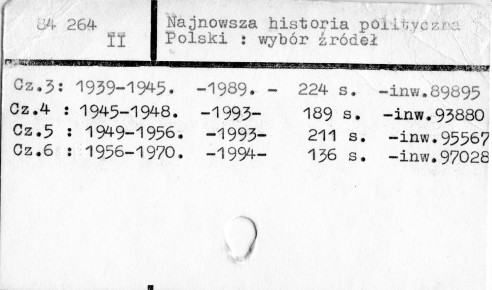 84 264 II
Najnowsza historia polityczna
Polski : wybór źródeł
Cz.3: 1939-1945. -1989. - 224 s. -inw.89895
Cz.4 : 1945-1948. -1993- 189 s. -inw.93880
Cz.5 : 1949-1956. -1993- 211 s. -inw.95567
Cz.6 : 1956-1970. -1994- 136 s. -inw.97028